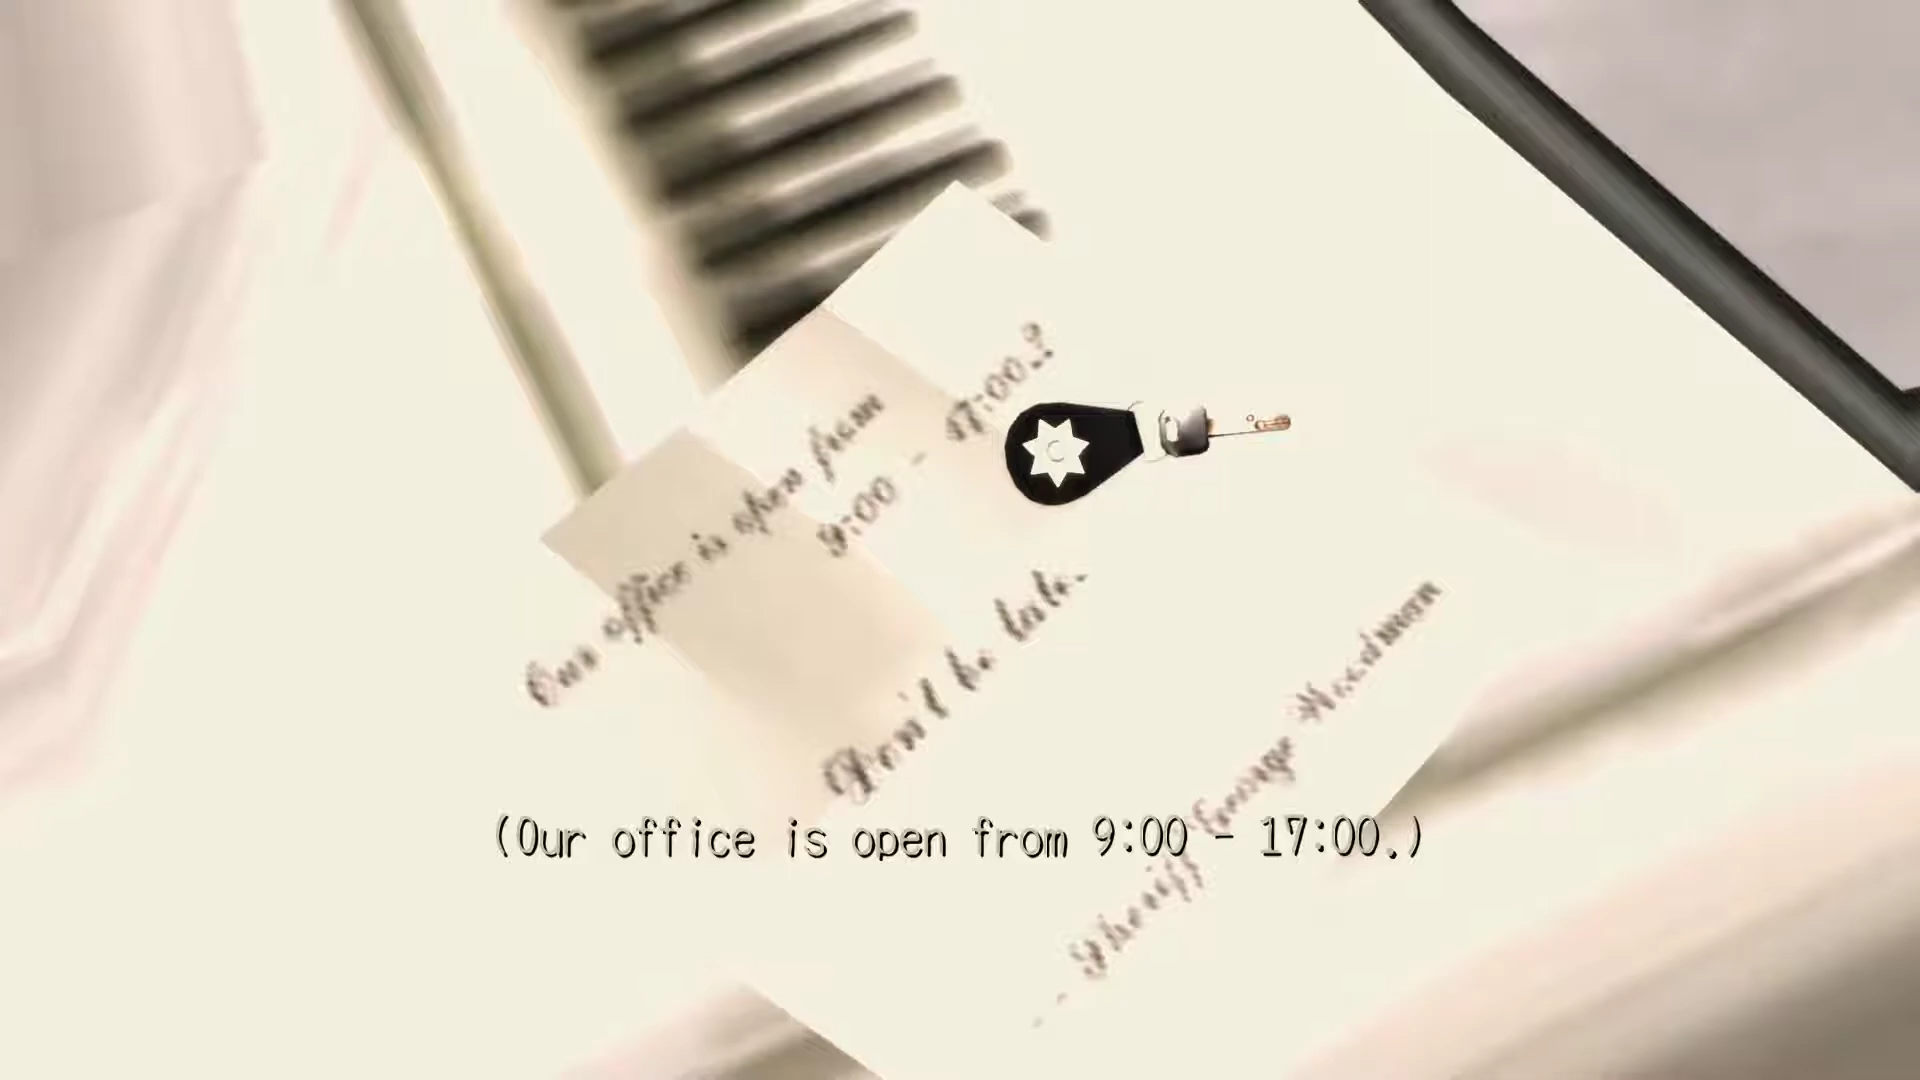 Our office is open from
9:00 - 17:00.
Don't be late.
- Sheriff George Woodman
(Our office is open from 9:00 - 17:00.)